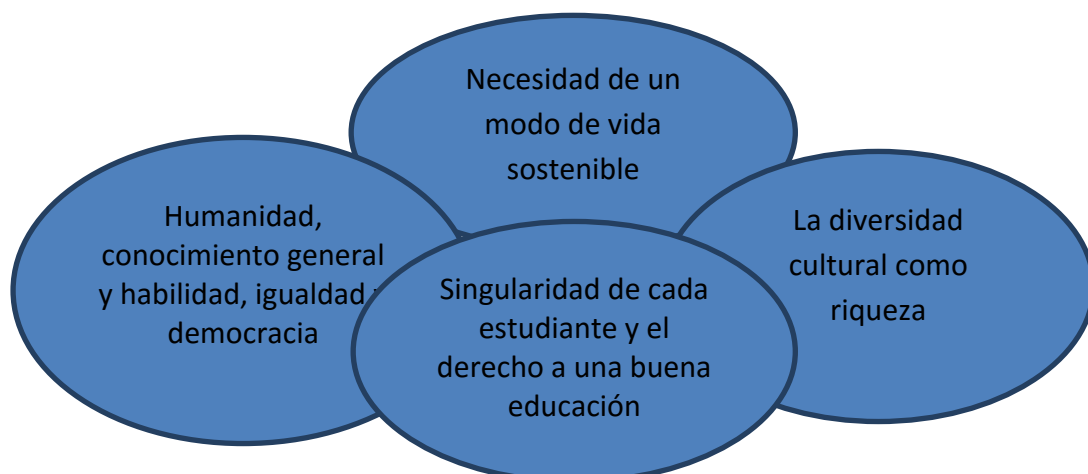 Necesidad de un
modo de vida
sostenible
Humanidad,
conocimiento general
y habilidad, igualdad
democracia
La diversidad
cultural como
riqueza
Singularidad de cada
estudiante y el
derecho a una buena
educación